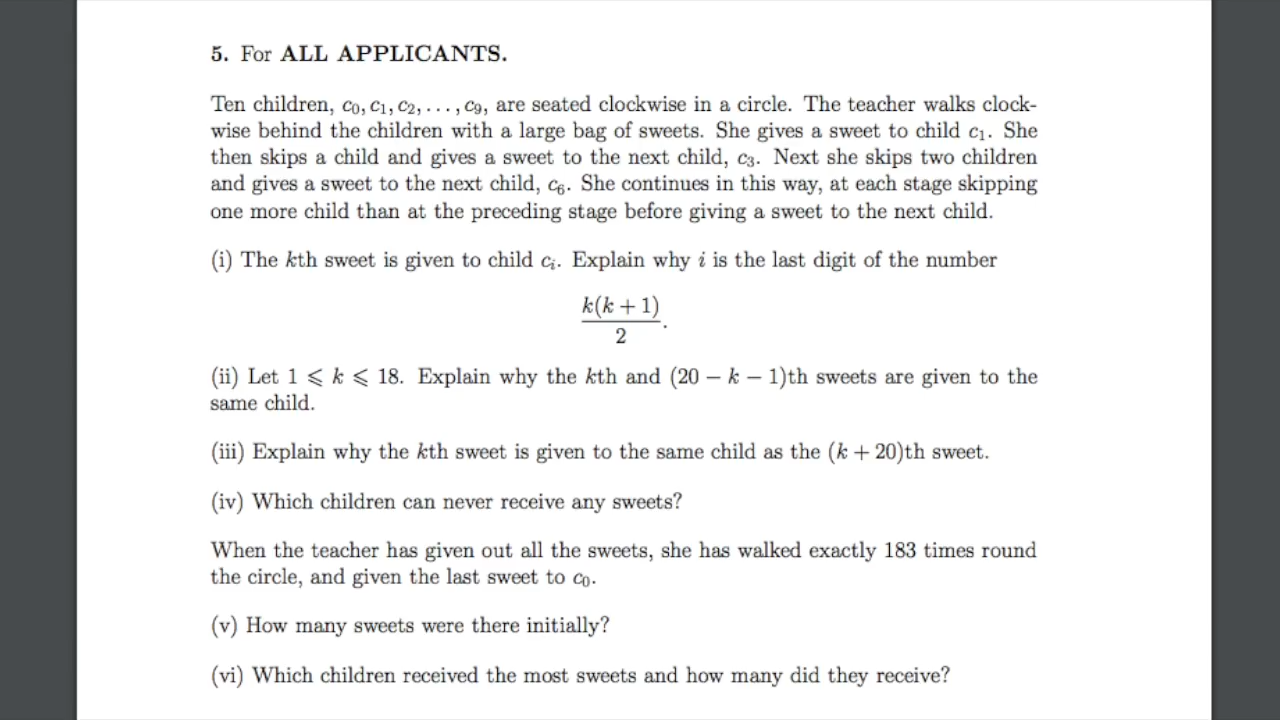 5. For ALL APPLICANTS.
Ten children, c₀, c₁, c₂, . . . , c₉, are seated clockwise in a circle. The teacher walks clock-
wise behind the children with a large bag of sweets. She gives a sweet to child c₁. She
then skips a child and gives a sweet to the next child, c₃. Next she skips two children
and gives a sweet to the next child, c₆. She continues in this way, at each stage skipping
one more child than at the preceding stage before giving a sweet to the next child.
(i) The kth sweet is given to child cᵢ. Explain why i is the last digit of the number
k(k + 1)
2
.
(ii) Let 1 ⩽ k ⩽ 18. Explain why the kth and (20 − k − 1)th sweets are given to the
same child.
(iii) Explain why the kth sweet is given to the same child as the (k + 20)th sweet.
(iv) Which children can never receive any sweets?
When the teacher has given out all the sweets, she has walked exactly 183 times round
the circle, and given the last sweet to c₀.
(v) How many sweets were there initially?
(vi) Which children received the most sweets and how many did they receive?